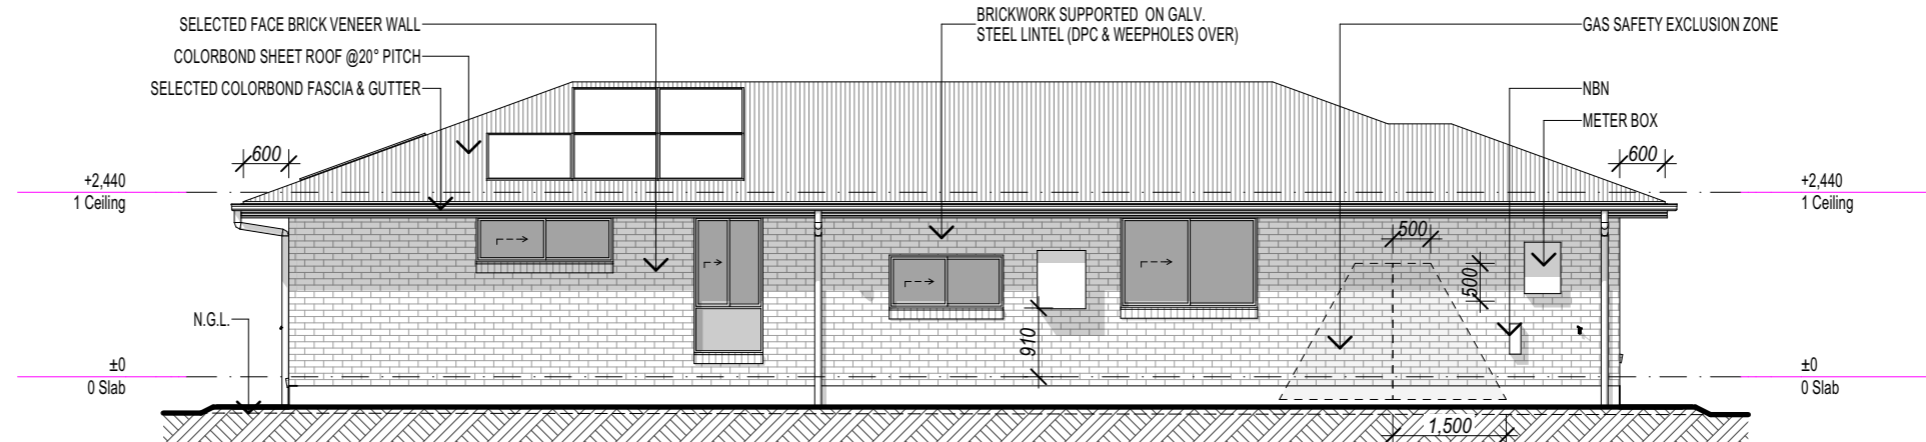 SELECTED FACE BRICK VENEER WALL
COLORBOND SHEET ROOF @20° PITCH
SELECTED COLORBOND FASCIA & GUTTER
BRICKWORK SUPPORTED ON GALV.
STEEL LINTEL (DPC & WEEPHOLES OVER)
GAS SAFETY EXCLUSION ZONE
NBN
METER BOX
600
600
+2,440
1 Ceiling
+2,440
1 Ceiling
500
500
910
N.G.L.
±0
0 Slab
±0
0 Slab
1,500